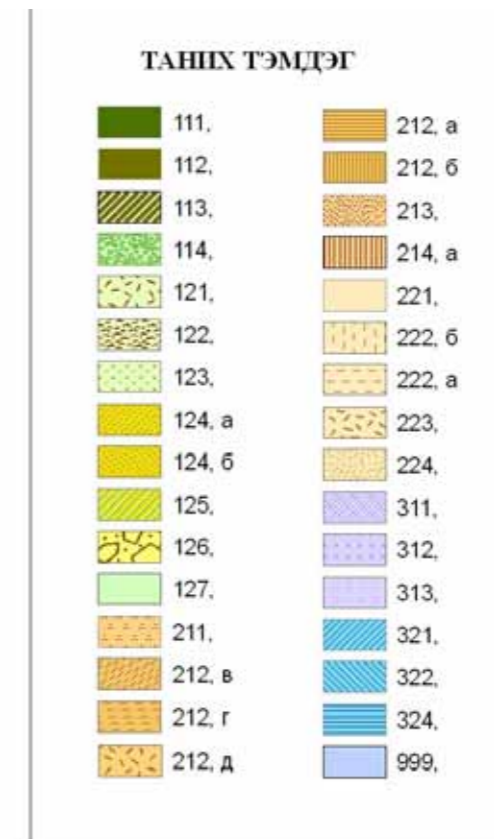 ТАНИХ ТЭМДЭГ
111,
112,
113,
114,
121,
122,
123,
124, а
124, б
125,
126,
127,
211,
212, в
212, г
212, д
212, а
212, б
213,
214, а
221,
222, б
222, а
223,
224,
311,
312,
313,
321,
322,
324,
999,